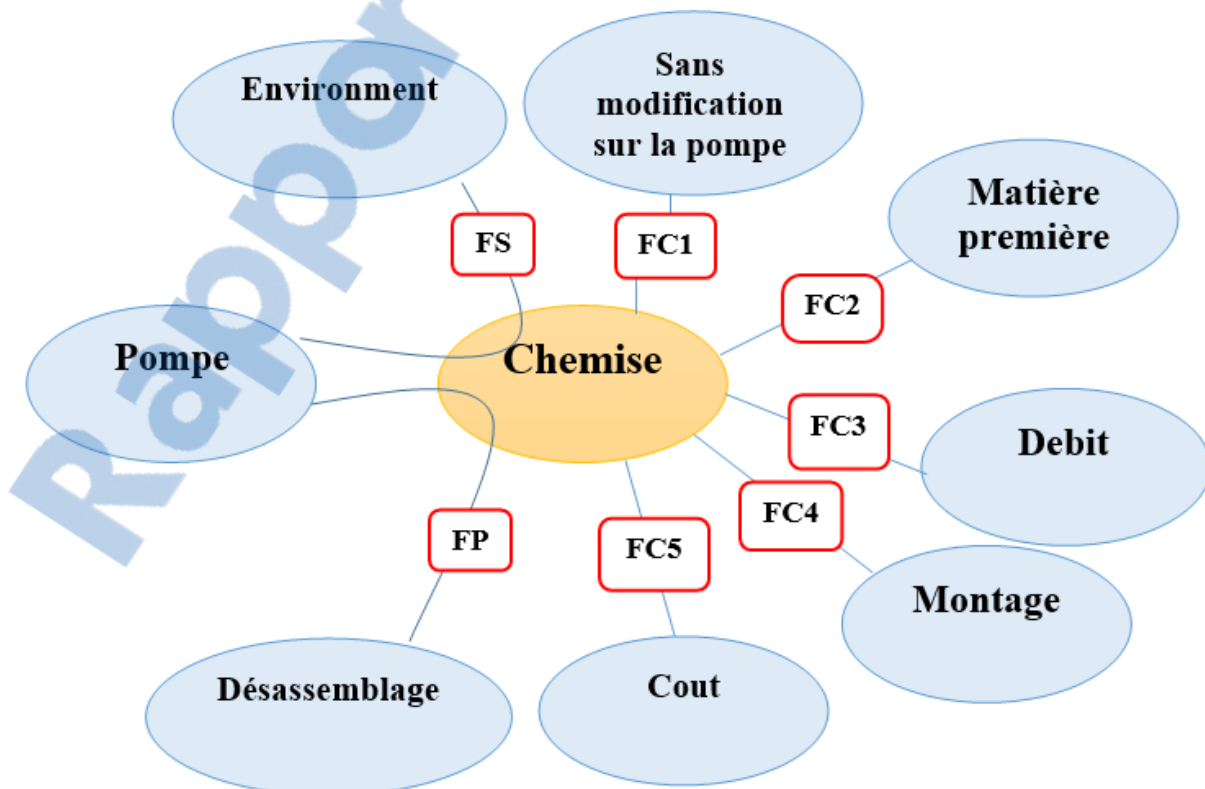 Environment
Sans
modification
sur la pompe
Matière
première
FS
FC1
FC2
Pompe
Chemise
FC3
Debit
FP
FC5
FC4
Montage
Désassemblage
Cout
Rappor